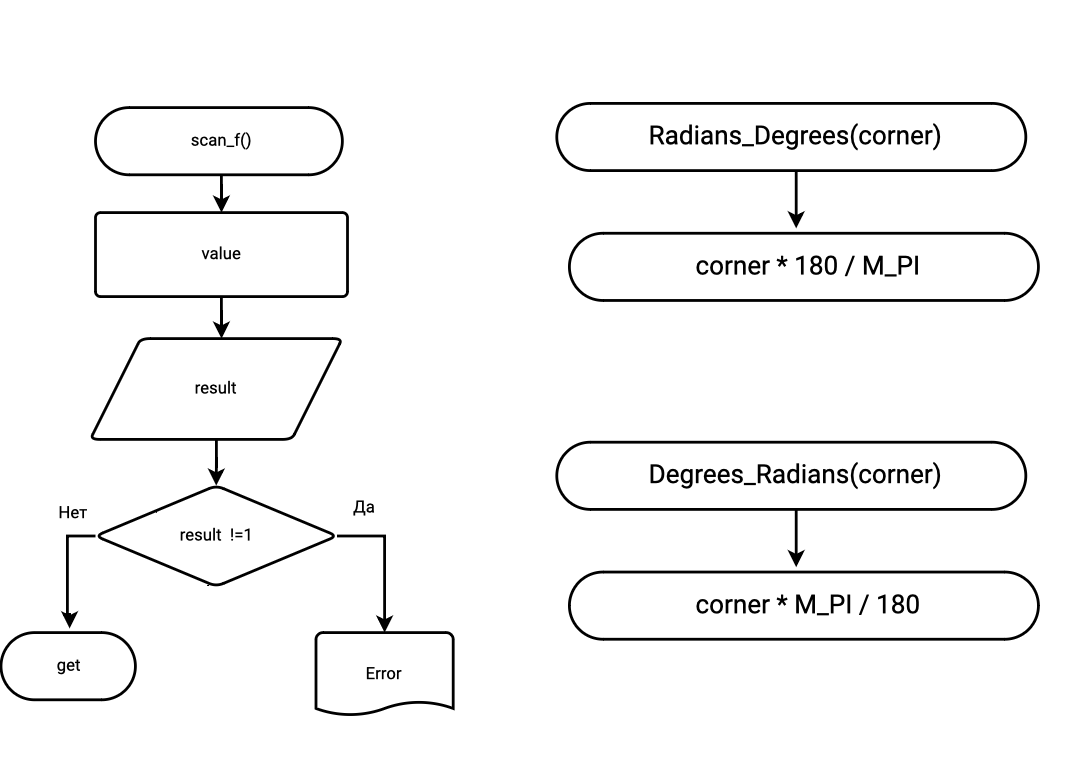 scan_f()
value
result
Нет
Да
result !=1
get
Error
Radians_Degrees(corner)
corner * 180 / M_PI
Degrees_Radians(corner)
corner * M_PI / 180